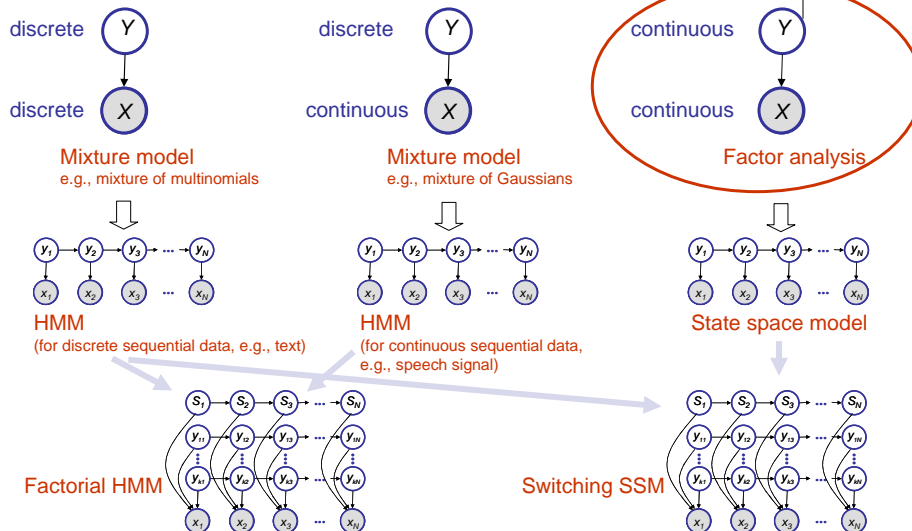 discrete Y
discrete X
Mixture model
e.g., mixture of multinomials
y1 y2 y3 ... yN
x1 x2 x3 ... xN
HMM
(for discrete sequential data, e.g., text)
discrete Y
continuous X
Mixture model
e.g., mixture of Gaussians
y1 y2 y3 ... yN
x1 x2 x3 ... xN
HMM
(for continuous sequential data,
e.g., speech signal)
continuous Y
continuous X
Factor analysis
y1 y2 y3 ... yN
x1 x2 x3 ... xN
State space model
S1 S2 S3 ... SN
y11 y12 y13 ... y1N
yk1 yk2 yk3 ... ykN
x1 x2 x3 ... xN
Factorial HMM
S1 S2 S3 ... SN
y11 y12 y13 ... y1N
yk1 yk2 yk3 ... ykN
x1 x2 x3 ... xN
Switching SSM